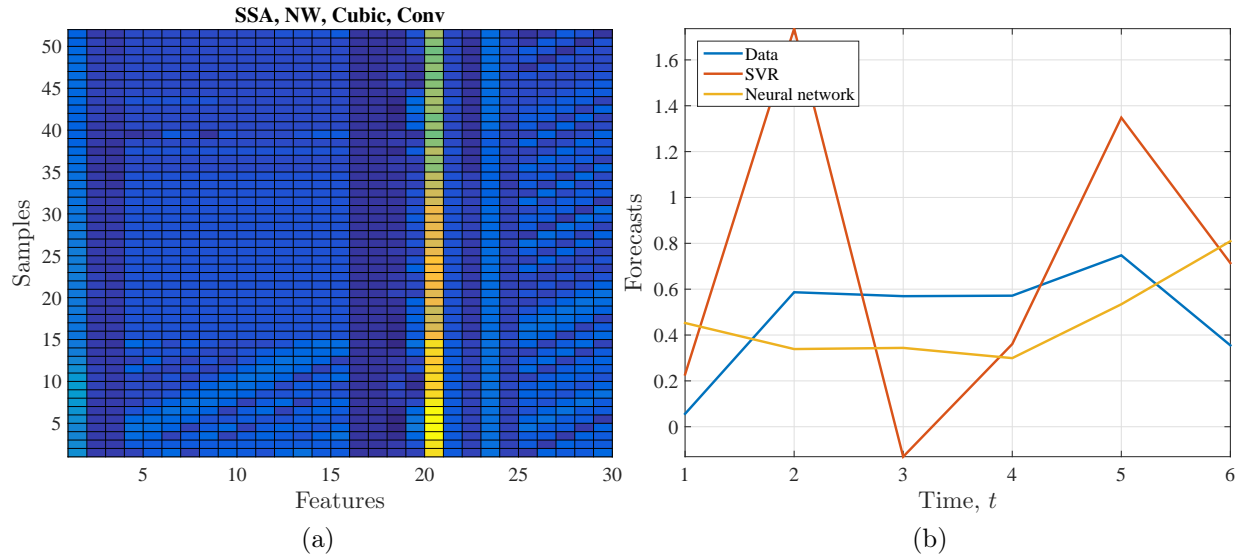 SSA, NW, Cubic, Conv
50
45
40
35
30
25
20
15
10
5
Samples
5 10 15 20 25 30
Features
(a)
Data
SVR
Neural network
1.6
1.4
1.2
1
0.8
0.6
0.4
0.2
0
Forecasts
1 2 3 4 5 6
Time, t
(b)